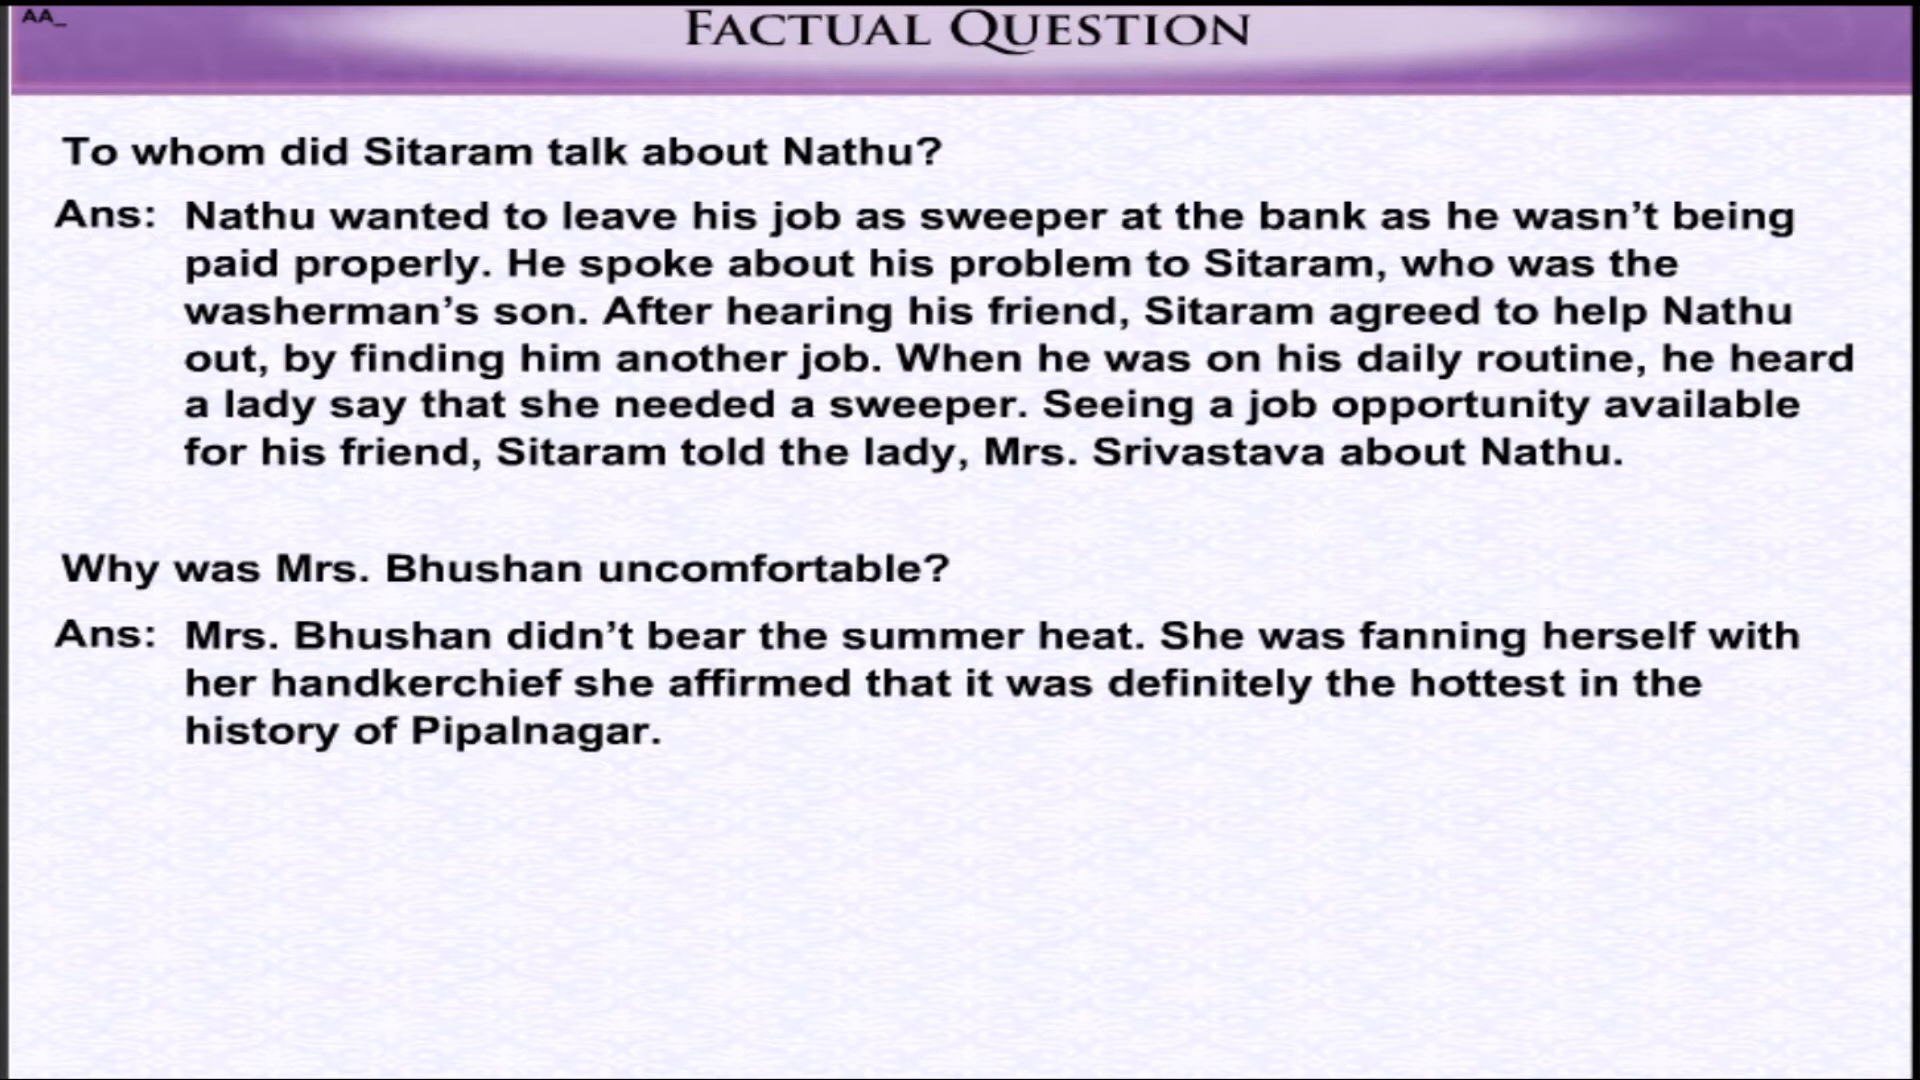 AA_
FACTUAL QUESTION
To whom did Sitaram talk about Nathu?
Ans: Nathu wanted to leave his job as sweeper at the bank as he wasn’t being
paid properly. He spoke about his problem to Sitaram, who was the
washerman’s son. After hearing his friend, Sitaram agreed to help Nathu
out, by finding him another job. When he was on his daily routine, he heard
a lady say that she needed a sweeper. Seeing a job opportunity available
for his friend, Sitaram told the lady, Mrs. Srivastava about Nathu.
Why was Mrs. Bhushan uncomfortable?
Ans: Mrs. Bhushan didn’t bear the summer heat. She was fanning herself with
her handkerchief she affirmed that it was definitely the hottest in the
history of Pipalnagar.